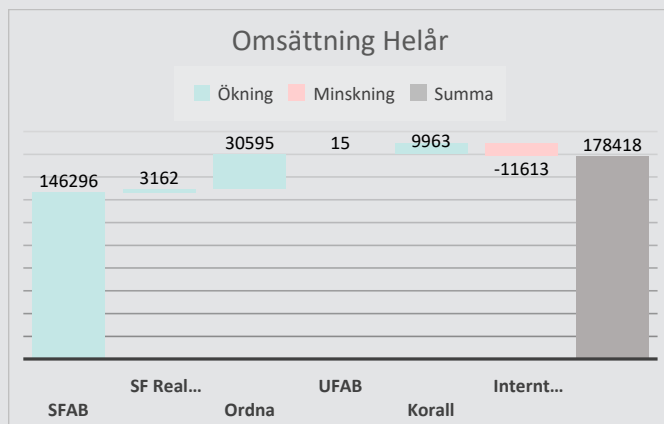 Omsättning Helår
Ökning Minskning Summa
146296 3162 30595 15 9963 -11613 178418
SF Real... UFAB Internt...
SFAB Ordna Korall